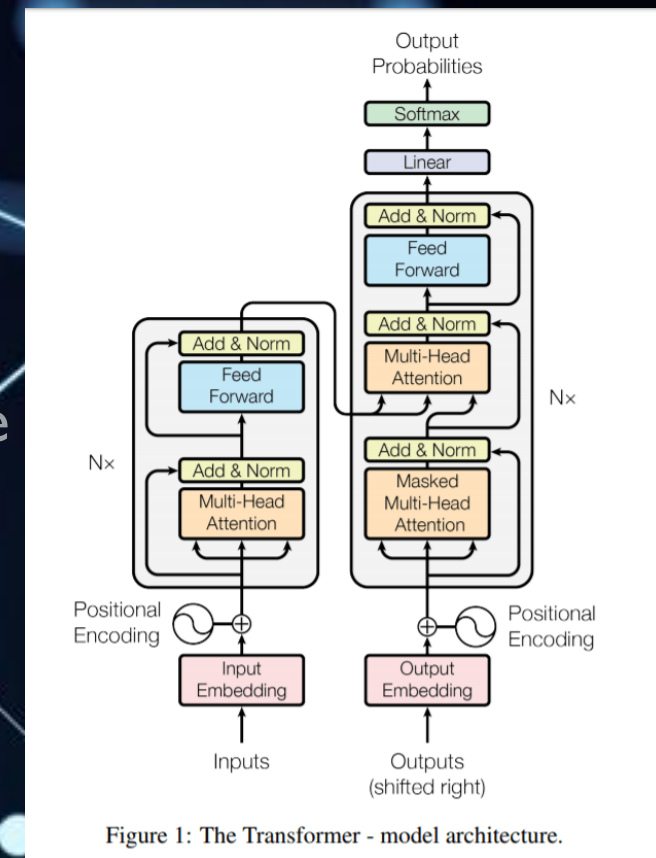 Output
Probabilities
Softmax
Linear
Add & Norm
Feed
Forward
Add & Norm
Multi-Head
Attention
Add & Norm
Masked
Multi-Head
Attention
Nx
Add & Norm
Feed
Forward
Add & Norm
Multi-Head
Attention
Nx
Positional
Encoding
Positional
Encoding
Input
Embedding
Output
Embedding
Inputs
Outputs
(shifted right)
Figure 1: The Transformer - model architecture.